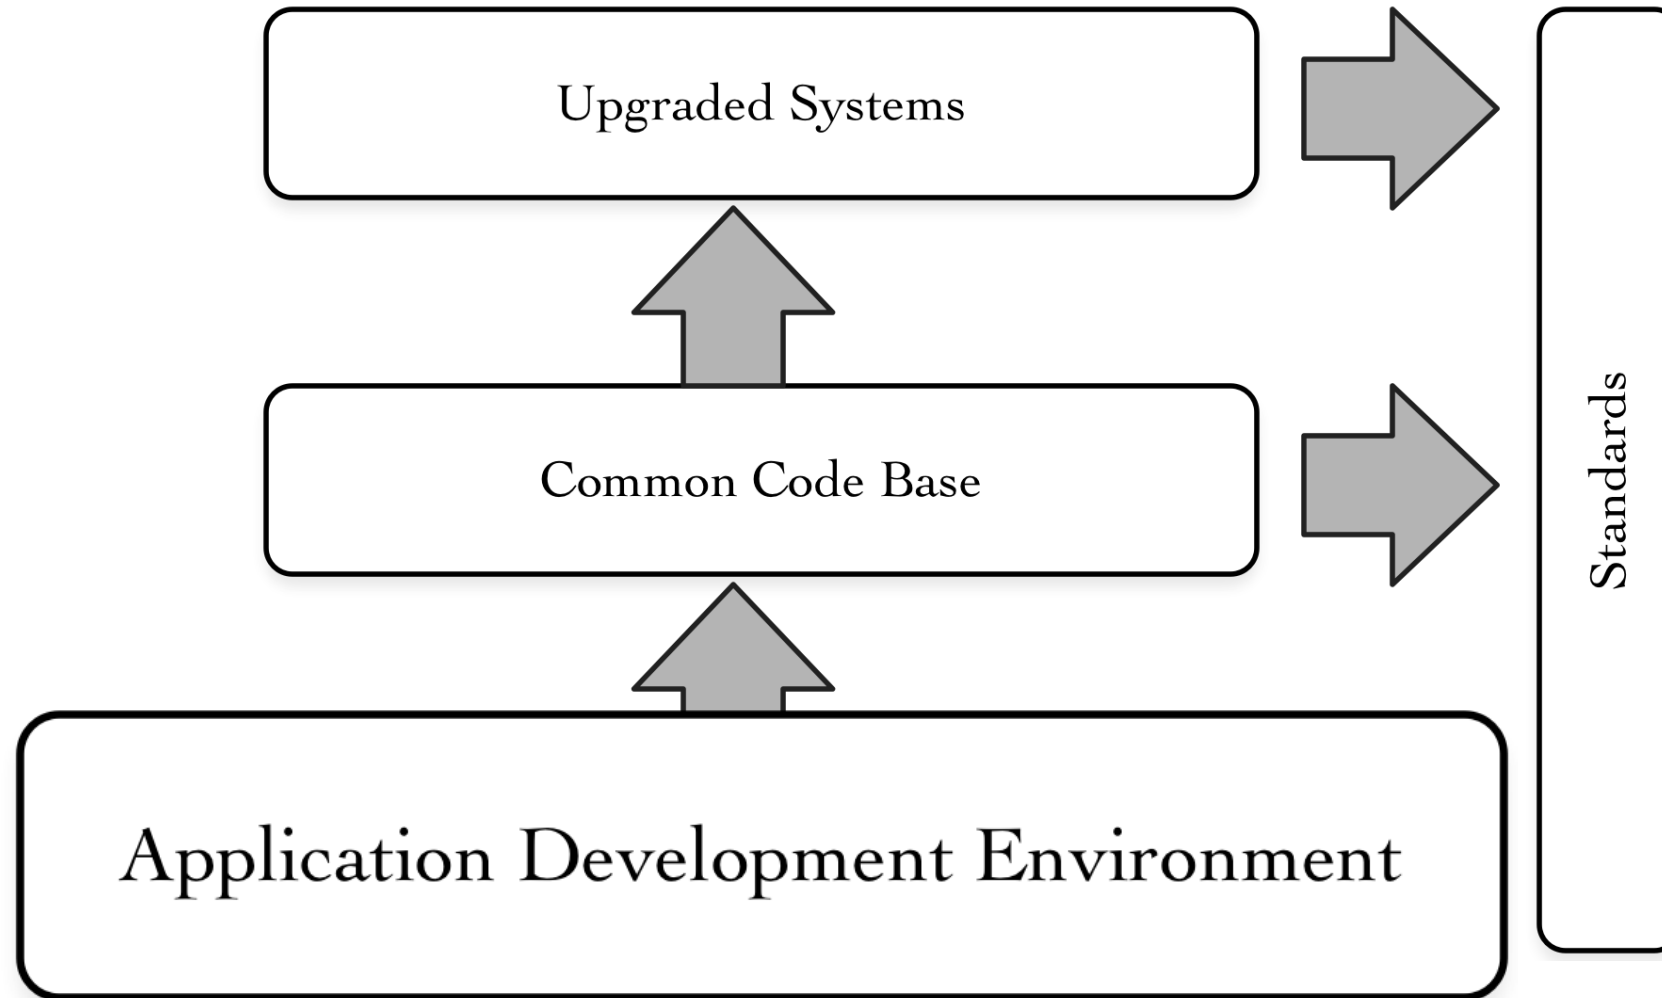 Upgraded Systems
Common Code Base
Standards
Application Development Environment